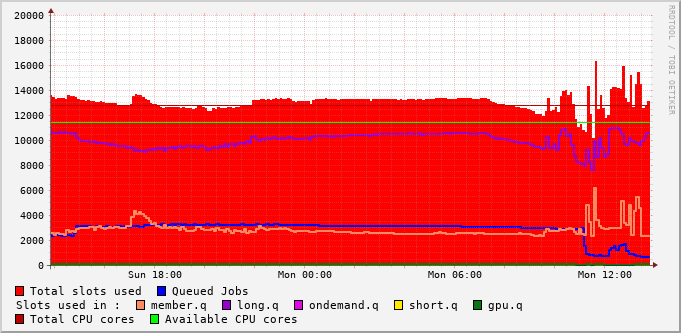 20000
18000
16000
14000
12000
10000
8000
6000
4000
2000
0
Sun 18:00 Mon 00:00 Mon 06:00 Mon 12:00
Total slots used Queued Jobs
Slots used in : member.q long.q ondemand.q short.q gpu.q
Total CPU cores Available CPU cores
RRDTOOL / TOBI OETIKER